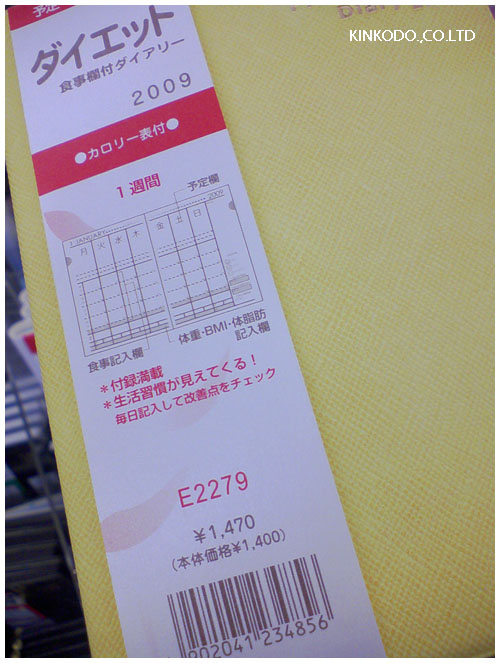 予定
KINKODO.,CO.LTD
ダイエット
食事欄付ダイアリー
2009
●カロリー表付●
1週間
予定欄
2009
1 JANUARY
月 火 水 木 金 土 日
食事記入欄
体重・BMI・体脂肪
記入欄
＊付録満載
＊生活習慣が見えてくる！
毎日記入して改善点をチェック
E2279
￥1,470
(本体価格¥1,400)
902041 234856